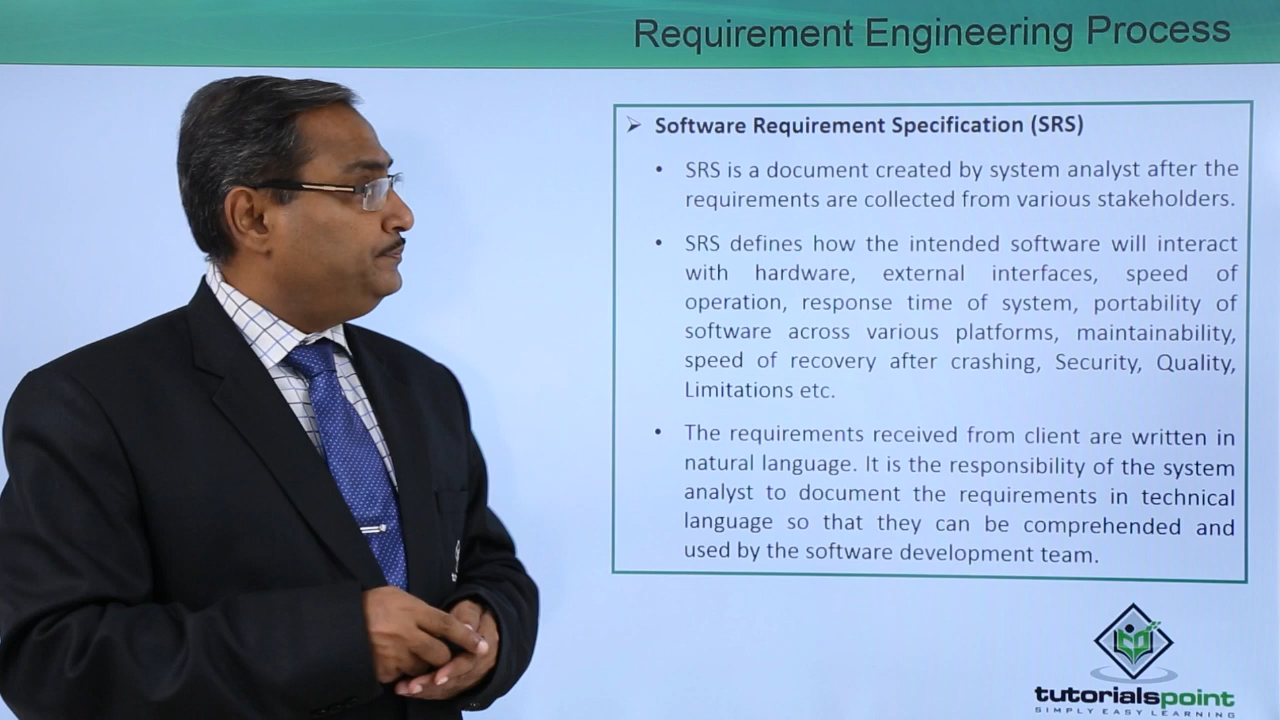 Requirement Engineering Process
➢ Software Requirement Specification (SRS)
• SRS is a document created by system analyst after the
requirements are collected from various stakeholders.
• SRS defines how the intended software will interact
with hardware, external interfaces, speed of
operation, response time of system, portability of
software across various platforms, maintainability,
speed of recovery after crashing, Security, Quality,
Limitations etc.
• The requirements received from client are written in
natural language. It is the responsibility of the system
analyst to document the requirements in technical
language so that they can be comprehended and
used by the software development team.
tutorialspoint
SIMPLY EASY LEARNING